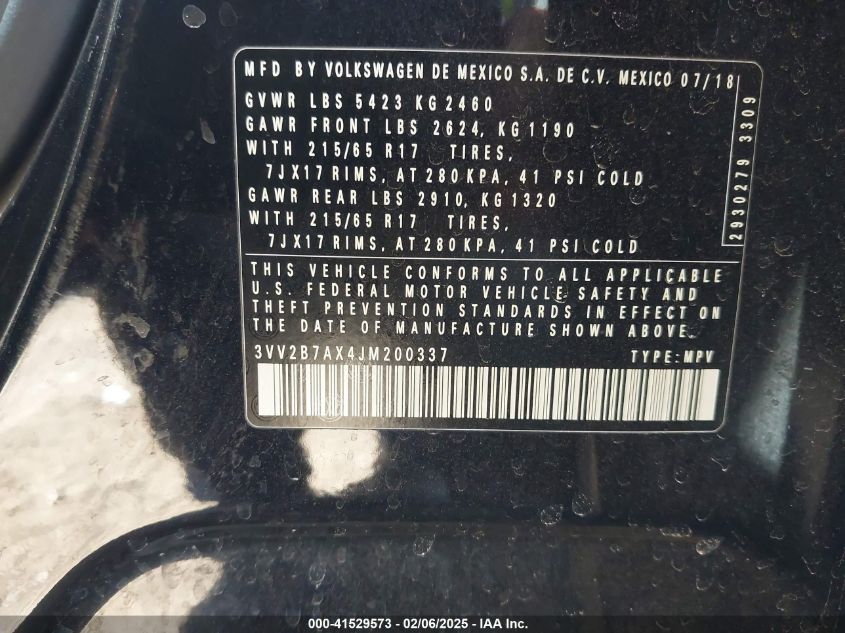 MFD BY VOLKSWAGEN DE MEXICO S.A. DE C.V. MEXICO 07/18
GVWR LBS 5423 KG 2460
GAWR FRONT LBS 2624, KG 1190
WITH 215/65 R17 TIRES,
7JX17 RIMS, AT 280 KPA, 41 PSI COLD
GAWR REAR LBS 2910, KG 1320
WITH 215/65 R17 TIRES,
7JX17 RIMS, AT 280 KPA, 41 PSI COLD
2930279 3309
THIS VEHICLE CONFORMS TO ALL APPLICABLE
U.S. FEDERAL MOTOR VEHICLE SAFETY AND
THEFT PREVENTION STANDARDS IN EFFECT ON
THE DATE OF MANUFACTURE SHOWN ABOVE.
3VV2B7AX4JM200337 TYPE: MPV
000-41529573 - 02/06/2025 - IAA Inc.